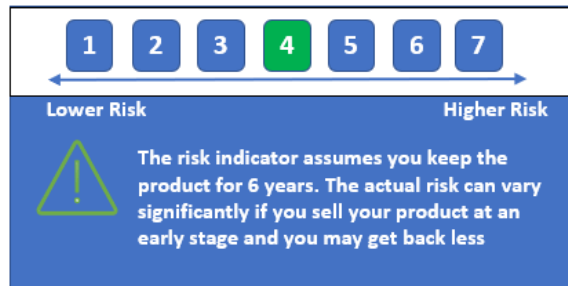 1 2 3 4 5 6 7
Lower Risk Higher Risk
The risk indicator assumes you keep the
product for 6 years. The actual risk can vary
significantly if you sell your product at an
early stage and you may get back less